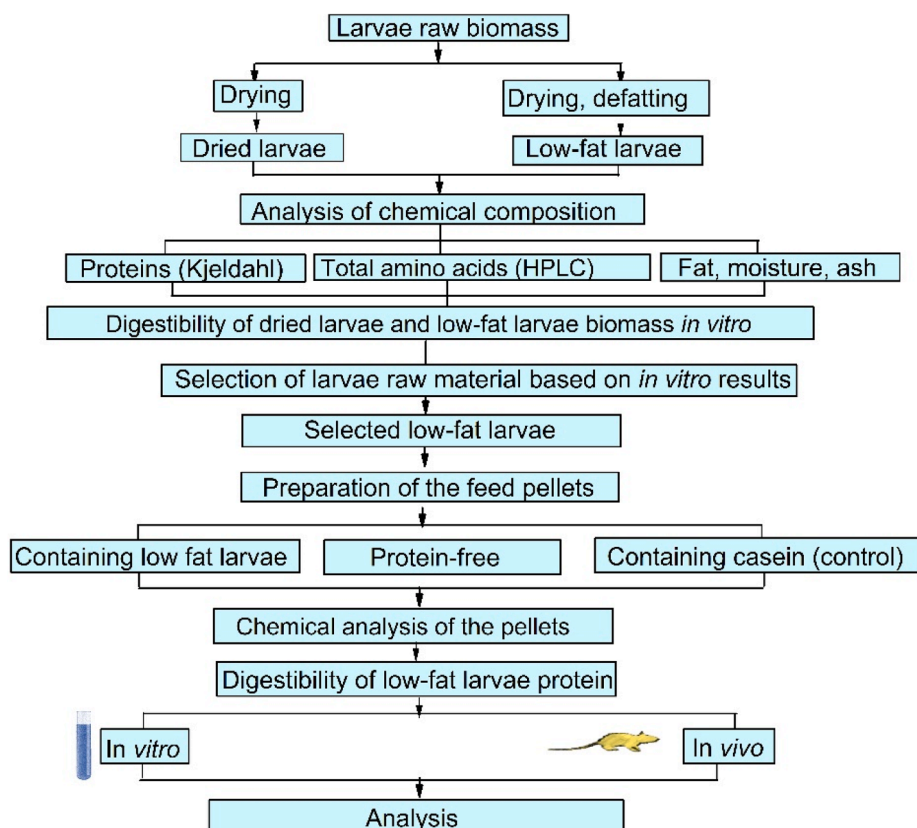 Larvae raw biomass
Drying
Drying, defatting
Dried larvae
Low-fat larvae
Analysis of chemical composition
Proteins (Kjeldahl)
Total amino acids (HPLC)
Fat, moisture, ash
Digestibility of dried larvae and low-fat larvae biomass in vitro
Selection of larvae raw material based on in vitro results
Selected low-fat larvae
Preparation of the feed pellets
Containing low fat larvae
Protein-free
Containing casein (control)
Chemical analysis of the pellets
Digestibility of low-fat larvae protein
In vitro
In vivo
Analysis